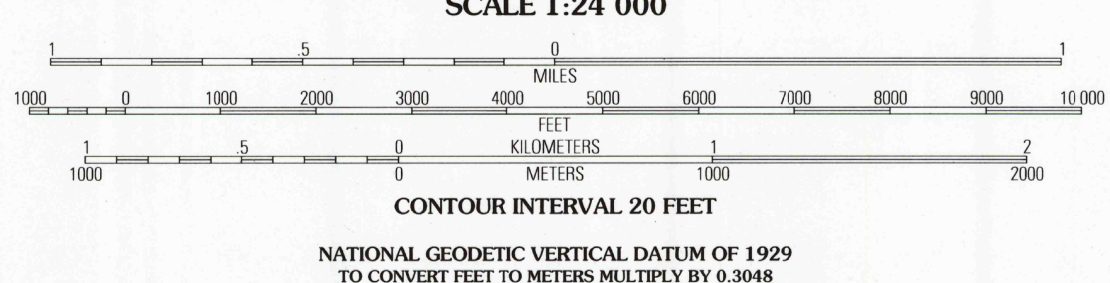 SCALE 1:24 000
1 .5 0 1
MILES
1000 0 1000 2000 3000 4000 5000 6000 7000 8000 9000 10 000
FEET
1 .5 0 KILOMETERS 1 2
1000 0 METERS 1000 2000
CONTOUR INTERVAL 20 FEET
NATIONAL GEODETIC VERTICAL DATUM OF 1929
TO CONVERT FEET TO METERS MULTIPLY BY 0.3048